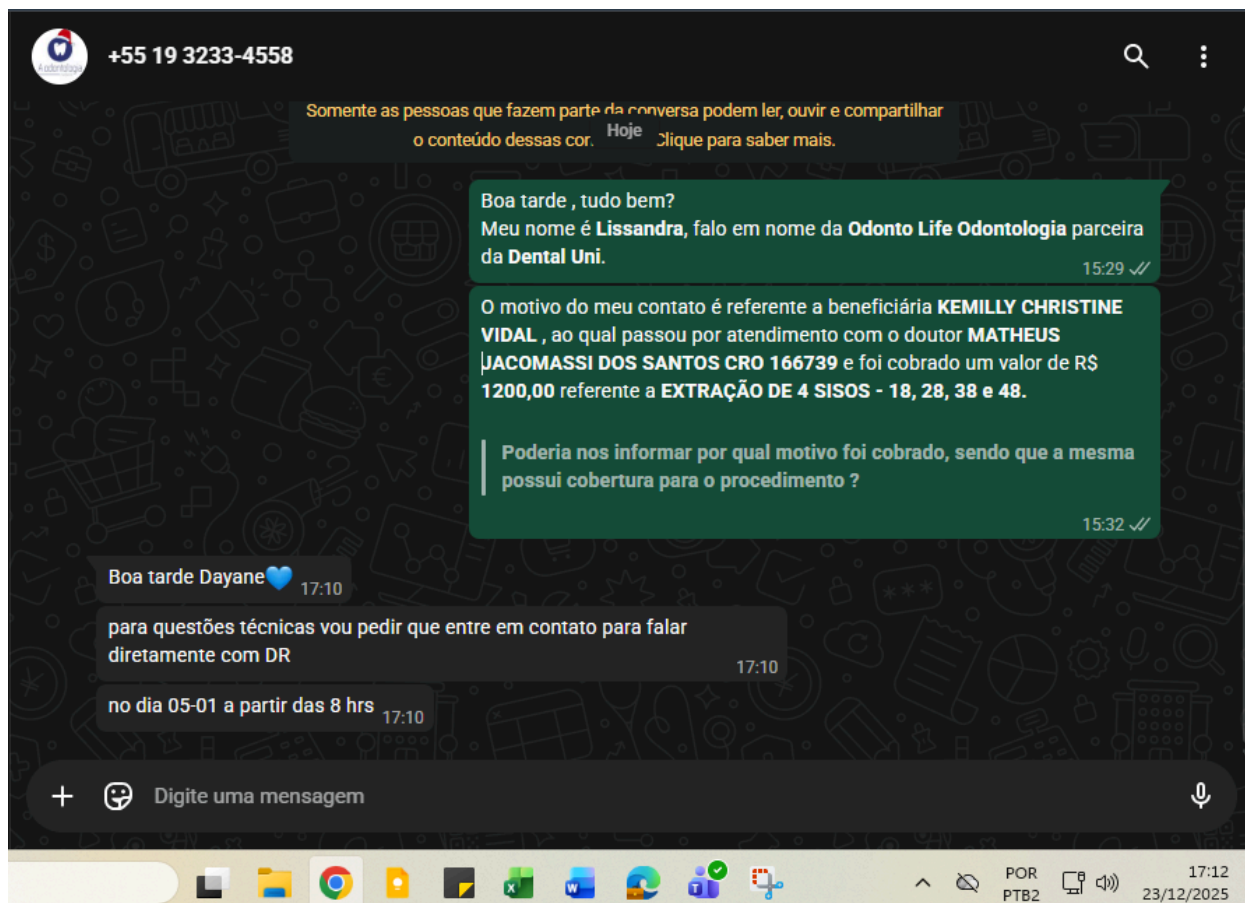 A odontologia
+55 19 3233-4558
Somente as pessoas que fazem parte da conversa podem ler, ouvir e compartilhar
o conteúdo dessas con. Hoje Clique para saber mais.
Boa tarde , tudo bem?
Meu nome é Lissandra, falo em nome da Odonto Life Odontologia parceira
da Dental Uni.
15:29
O motivo do meu contato é referente a beneficiária KEMILLY CHRISTINE
VIDAL , ao qual passou por atendimento com o doutor MATHEUS
JACOMASSI DOS SANTOS CRO 166739 e foi cobrado um valor de R$
1200,00 referente a EXTRAÇÃO DE 4 SISOS - 18, 28, 38 e 48.
Poderia nos informar por qual motivo foi cobrado, sendo que a mesma
possui cobertura para o procedimento ?
15:32
Boa tarde Dayane💙 17:10
para questões técnicas vou pedir que entre em contato para falar
diretamente com DR
17:10
no dia 05-01 a partir das 8 hrs 17:10
Digite uma mensagem
POR
PTB2
17:12
23/12/2025